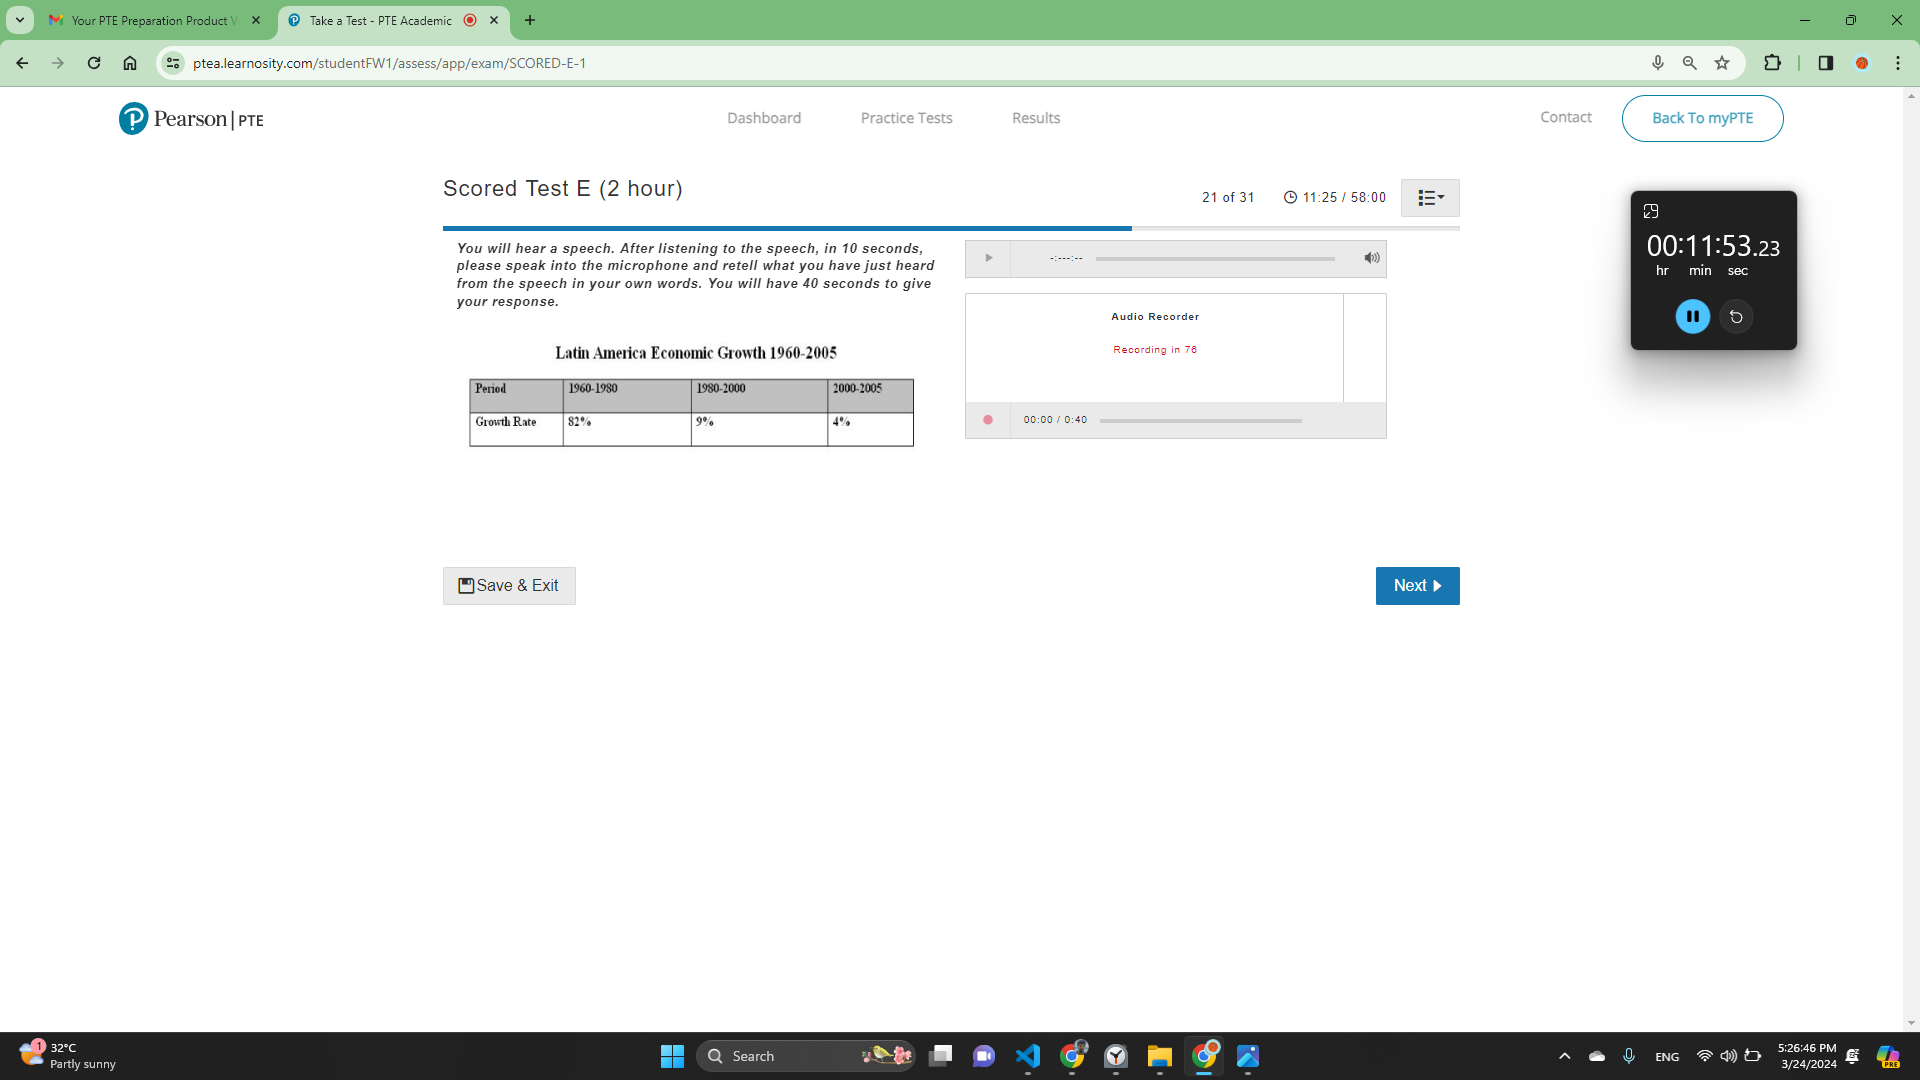 Your PTE Preparation Product V
Take a Test - PTE Academic
ptea.learnosity.com/studentFW1/assess/app/exam/SCORED-E-1
Pearson | PTE
Dashboard
Practice Tests
Results
Contact
Back To myPTE
Scored Test E (2 hour)
21 of 31
11:25 / 58:00
You will hear a speech. After listening to the speech, in 10 seconds,
please speak into the microphone and retell what you have just heard
from the speech in your own words. You will have 40 seconds to give
your response.
Latin America Economic Growth 1960-2005
Period 1960-1980 1980-2000 2000-2005
Growth Rate 82% 9% 4%
-:---:--
Audio Recorder
Recording in 76
00:00 / 0:40
00:11:53.23
hr min sec
Save & Exit
Next
1
32°C
Partly sunny
Search
ENG
5:26:46 PM
3/24/2024
PRE